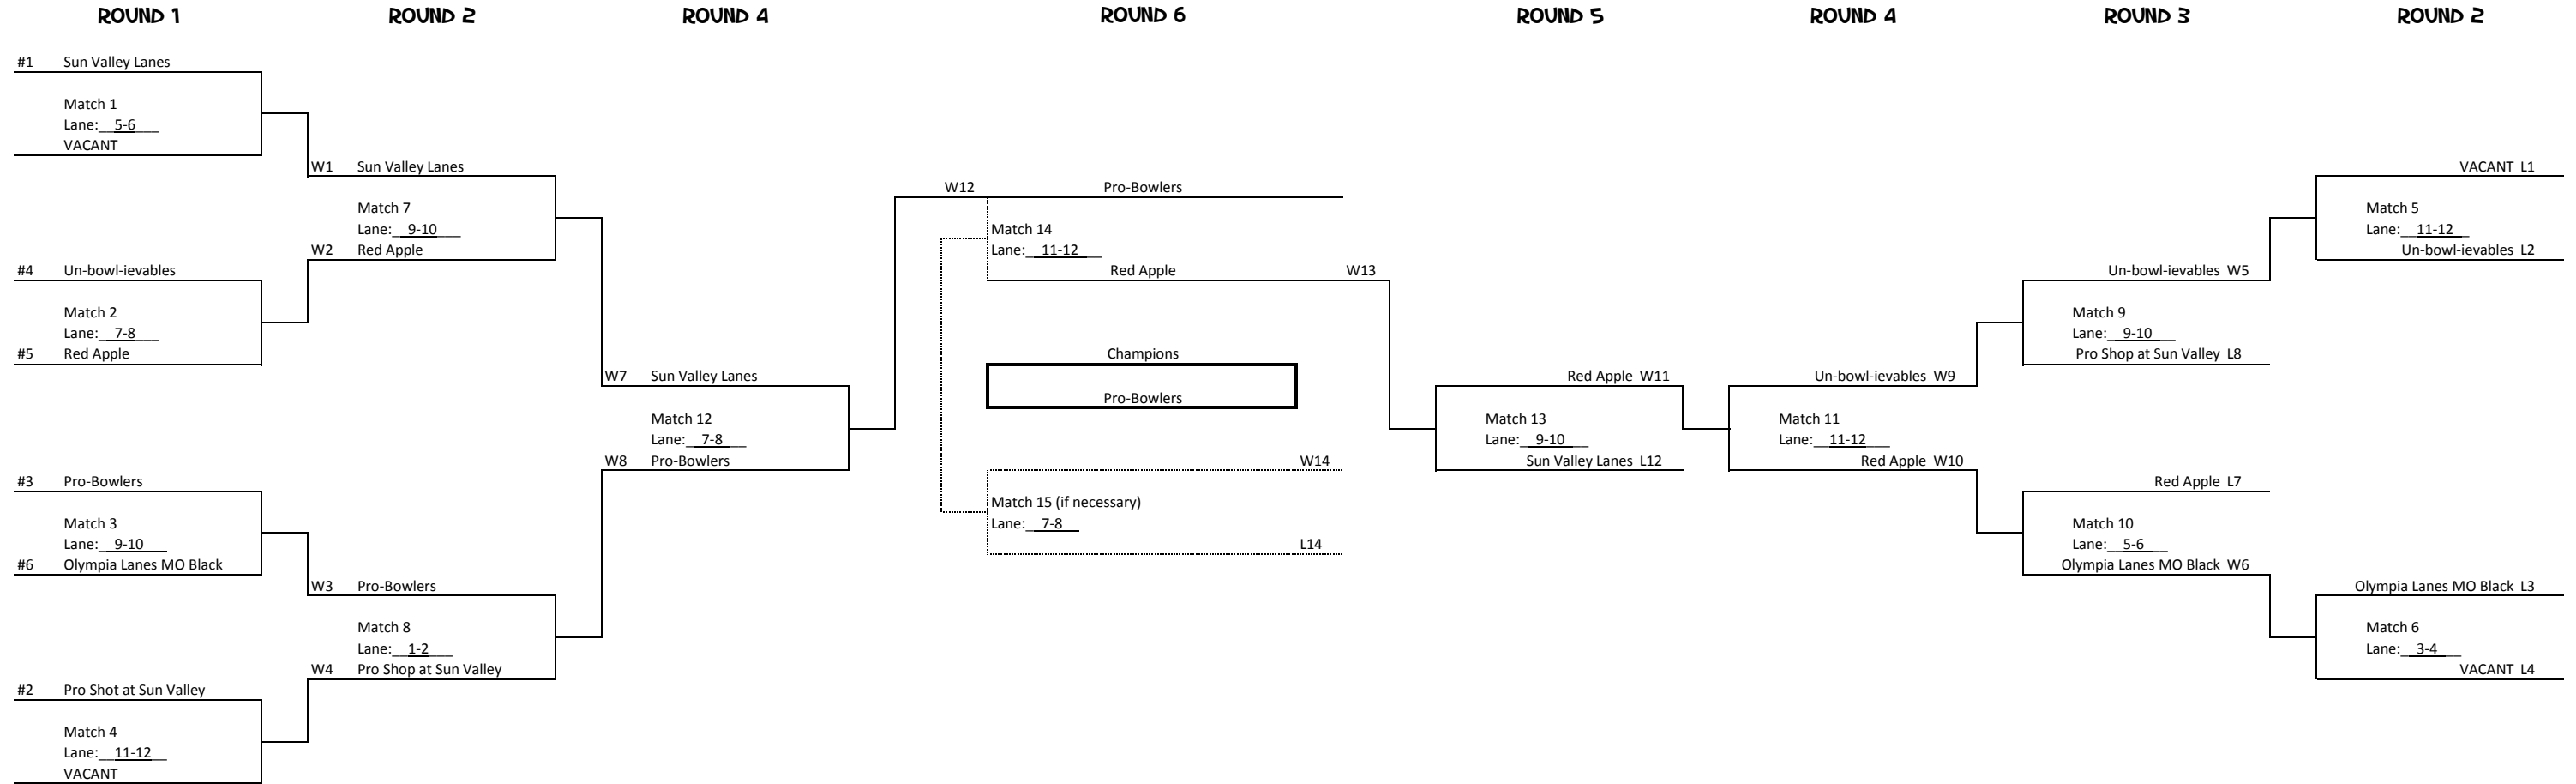 ROUND 1 ROUND 2 ROUND 4 ROUND 6 ROUND 5 ROUND 4 ROUND 3 ROUND 2
#1 Sun Valley Lanes
Match 1
Lane: 5-6
VACANT
#4 Un-bowl-ievables
Match 2
Lane: 7-8
#5 Red Apple
#3 Pro-Bowlers
Match 3
Lane: 9-10
#6 Olympia Lanes MO Black
#2 Pro Shot at Sun Valley
Match 4
Lane: 11-12
VACANT
W1 Sun Valley Lanes
Match 7
Lane: 9-10
W2 Red Apple
W3 Pro-Bowlers
Match 8
Lane: 1-2
W4 Pro Shop at Sun Valley
W7 Sun Valley Lanes
Match 12
Lane: 7-8
W8 Pro-Bowlers
W12 Pro-Bowlers
Match 14
Lane: 11-12
Red Apple W13
Champions
Pro-Bowlers
W14
Match 15 (if necessary)
Lane: 7-8
L14
Red Apple W11
Match 13
Lane: 9-10
Sun Valley Lanes L12
Un-bowl-ievables W9
Match 11
Lane: 11-12
Red Apple W10
Un-bowl-ievables W5
Match 9
Lane: 9-10
Pro Shop at Sun Valley L8
Red Apple L7
Match 10
Lane: 5-6
Olympia Lanes MO Black W6
VACANT L1
Match 5
Lane: 11-12
Un-bowl-ievables L2
Olympia Lanes MO Black L3
Match 6
Lane: 3-4
VACANT L4